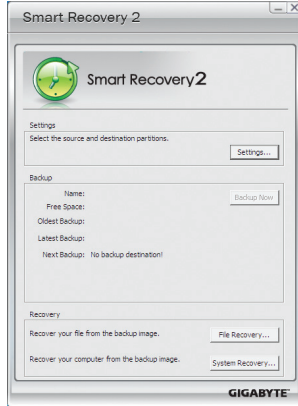 Smart Recovery 2
Smart Recovery2
Settings
Select the source and destination partitions.
Settings...
Backup
Name:
Backup Now
Free Space:
Oldest Backup:
Latest Backup:
Next Backup: No backup destination!
Recovery
Recover your file from the backup image.
File Recovery...
Recover your computer from the backup image.
System Recovery...
GIGABYTE